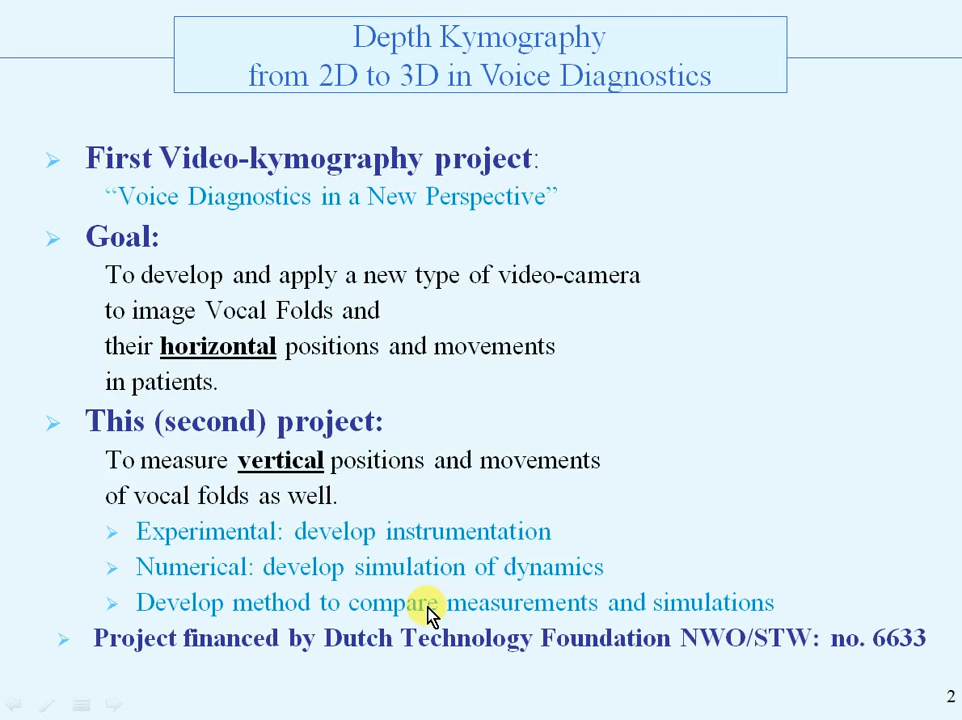 Depth Kymography
from 2D to 3D in Voice Diagnostics
First Video-kymography project:
“Voice Diagnostics in a New Perspective”
Goal:
To develop and apply a new type of video-camera
to image Vocal Folds and
their horizontal positions and movements
in patients.
This (second) project:
To measure vertical positions and movements
of vocal folds as well.
Experimental: develop instrumentation
Numerical: develop simulation of dynamics
Develop method to compare measurements and simulations
Project financed by Dutch Technology Foundation NWO/STW: no. 6633
2